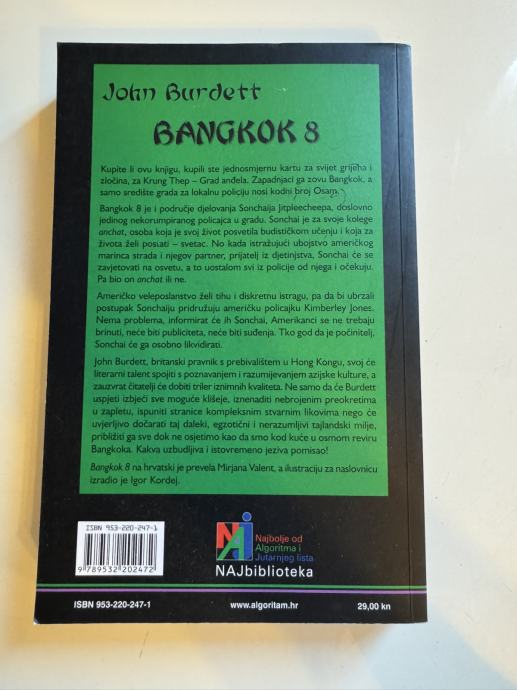 John Burdett
BANGKOK 8
Kupite li ovu knjigu, kupili ste jednosmjernu kartu za svijet grijeha i
zločina, za Krung Thep – Grad anđela. Zapadnjaci ga zovu Bangkok, a
samo središte grada za lokalnu policiju nosi kodni broj Osam.
Bangkok 8 je i područje djelovanja Sonchaija Jitpleecheepa, doslovno
jedinog nekorumpiranog policajca u gradu. Sonchai je za svoje kolege
anchat, osoba koja je svoj život posvetila budističkom učenju i koja za
života želi postati – svetac. No kada istražujući ubojstvo američkog
marinca strada i njegov partner, prijatelj iz djetinjstva, Sonchai će se
zavjetovati na osvetu, a to uostalom svi iz policije od njega i očekuju.
Pa bio on anchat ili ne.
Američko veleposlanstvo želi tihu i diskretnu istragu, pa da bi ubrzali
postupak Sonchaiju pridružuju američku policajku Kimberley Jones.
Nema problema, informirat će ih Sonchai, Amerikanci se ne trebaju
brinuti, neće biti publiciteta, neće biti suđenja. Tko god da je počinitelj,
Sonchai će ga osobno likvidirati.
John Burdett, britanski pravnik s prebivalištem u Hong Kongu, svoj će
literarni talent spojiti s poznavanjem i razumijevanjem azijske kulture, a
zauzvrat čitatelji će dobiti triler iznimnih kvaliteta. Ne samo da će Burdett
uspjeti izbjeći sve moguće klišeje, iznenaditi nebrojenim preokretima
u zapletu, ispuniti stranice kompleksnim stvarnim likovima nego će
uvjerljivo dočarati taj daleki, egzotični i nerazumljivi tajlandski milje,
približiti ga sve dok ne osjetimo kao da smo kod kuće u osmom reviru
Bangkoka. Kakva uzbudljiva i istovremeno jeziva pomisao!
Bangkok 8 na hrvatski je prevela Mirjana Valent, a ilustraciju za naslovnicu
izradio je Igor Kordej.
ISBN 953-220-247-1
9 789532 202472
NAJ
Najbolje od
Algoritma i
Jutarnjeg lista
NAJbiblioteka
ISBN 953-220-247-1
www.algoritam.hr
29,00 kn